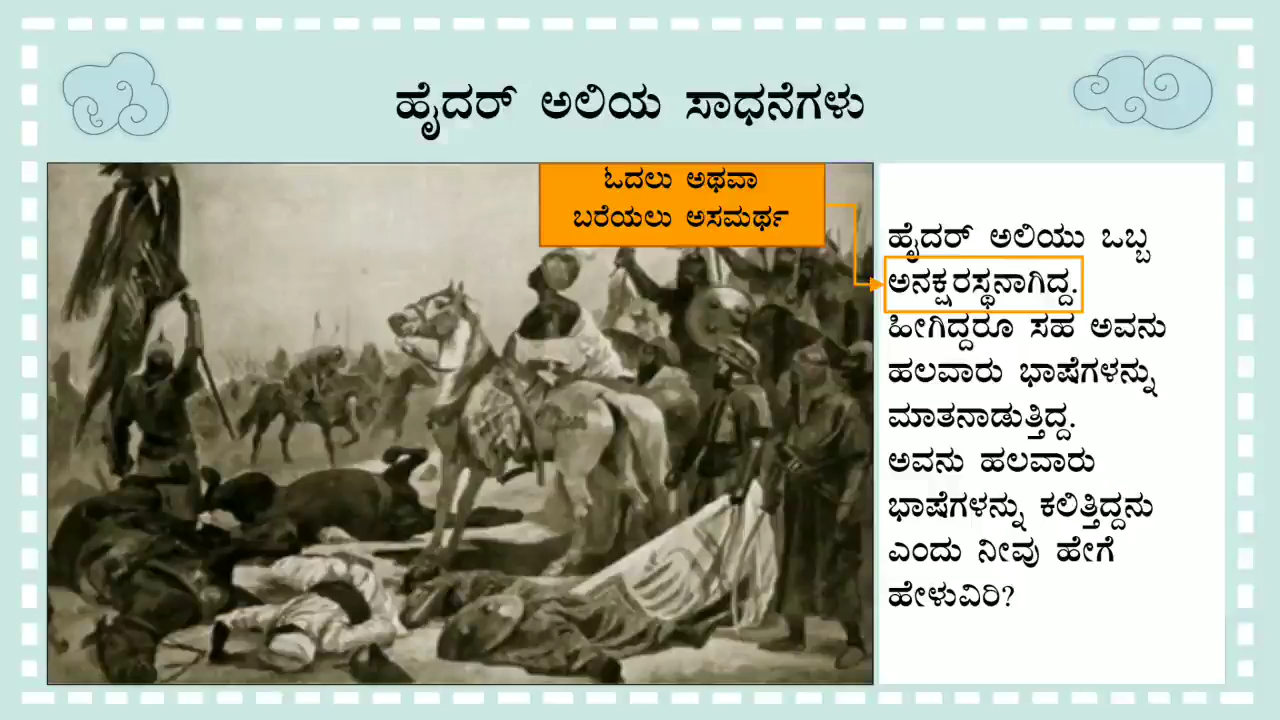 ಹೈದರ್ ಅಲಿಯ ಸಾಧನೆಗಳು
ಓದಲು ಅಥವಾ
ಬರೆಯಲು ಅಸಮರ್ಥ
ಹೈದರ್ ಅಲಿಯು ಒಬ್ಬ
ಅನಕ್ಷರಸ್ಥನಾಗಿದ್ದ.
ಹೀಗಿದ್ದರೂ ಸಹ ಅವನು
ಹಲವಾರು ಭಾಷೆಗಳನ್ನು
ಮಾತನಾಡುತ್ತಿದ್ದ.
ಅವನು ಹಲವಾರು
ಭಾಷೆಗಳನ್ನು ಕಲಿತ್ತಿದ್ದನು
ಎಂದು ನೀವು ಹೇಗೆ
ಹೇಳುವಿರಿ?